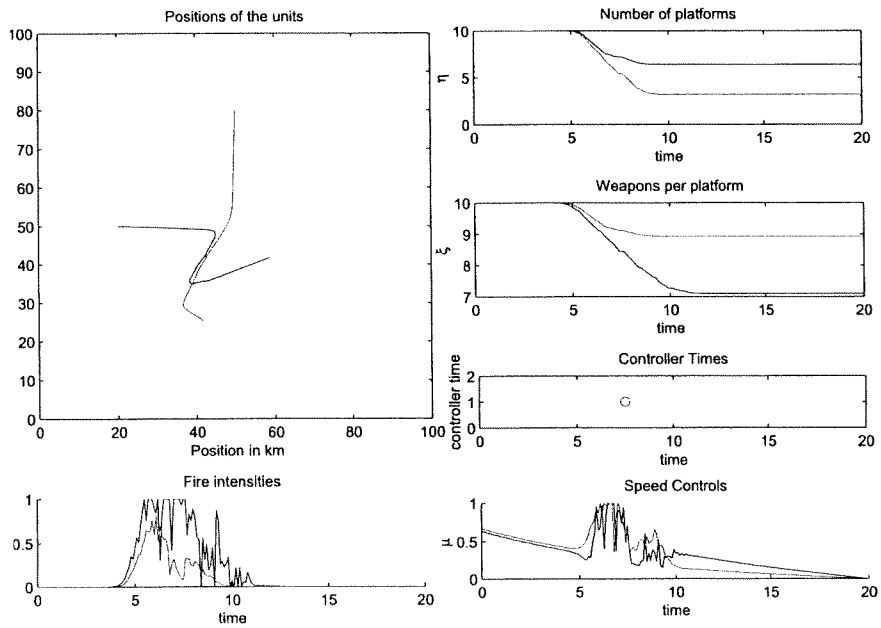 Positions of the units
100
90
80
70
60
50
40
30
20
10
0
0 20 40 60 80 100
Position in km
Number of platforms
10
5
0
η
0 5 10 15 20
time
Weapons per platform
10
9
8
7
ξ
0 5 10 15 20
time
Controller Times
2
1
0
controller time
0 5 10 15 20
time
Fire intensities
1
0.5
0
0 5 10 15 20
time
Speed Controls
1
0.5
0
μ
0 5 10 15 20
time